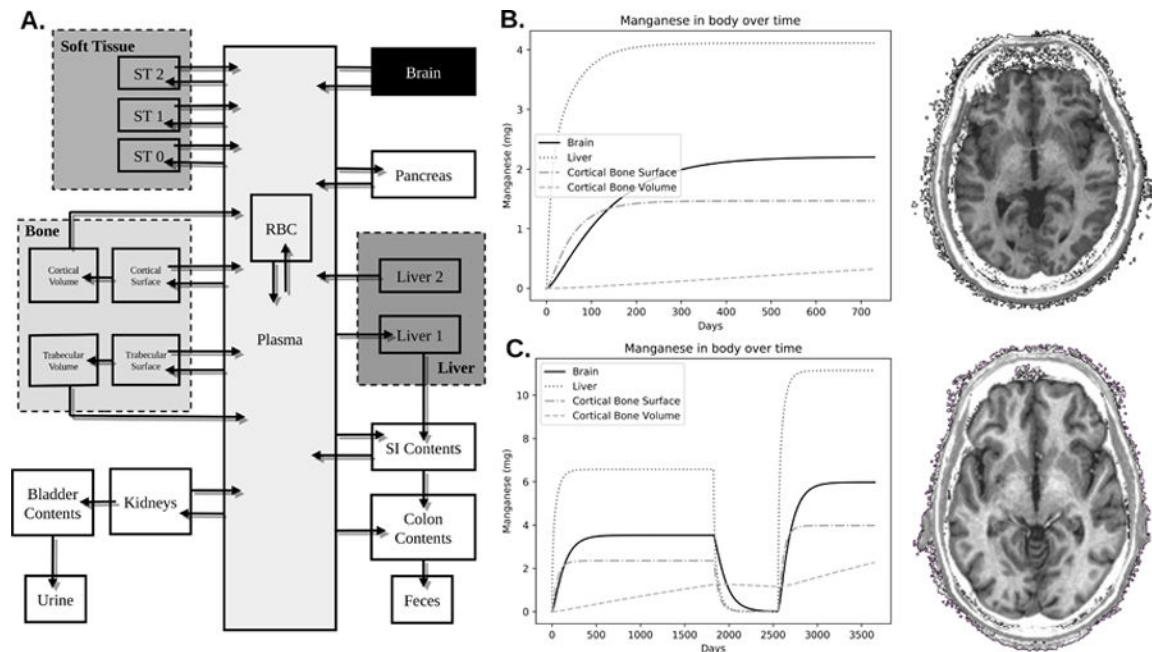 A.
Soft Tissue
ST 2
ST 1
ST 0
Bone
Cortical
Volume
Cortical
Surface
Trabecular
Volume
Trabecular
Surface
Bladder
Contents
Kidneys
Urine
RBC
Plasma
Brain
Pancreas
Liver 2
Liver 1
Liver
SI Contents
Colon
Contents
Feces
B.
Manganese in body over time
Manganese (mg)
4
3
2
1
0
Brain
Liver
Cortical Bone Surface
Cortical Bone Volume
0 100 200 300 400 500 600 700
Days
C.
Manganese in body over time
Manganese (mg)
10
8
6
4
2
0
Brain
Liver
Cortical Bone Surface
Cortical Bone Volume
0 500 1000 1500 2000 2500 3000 3500
Days